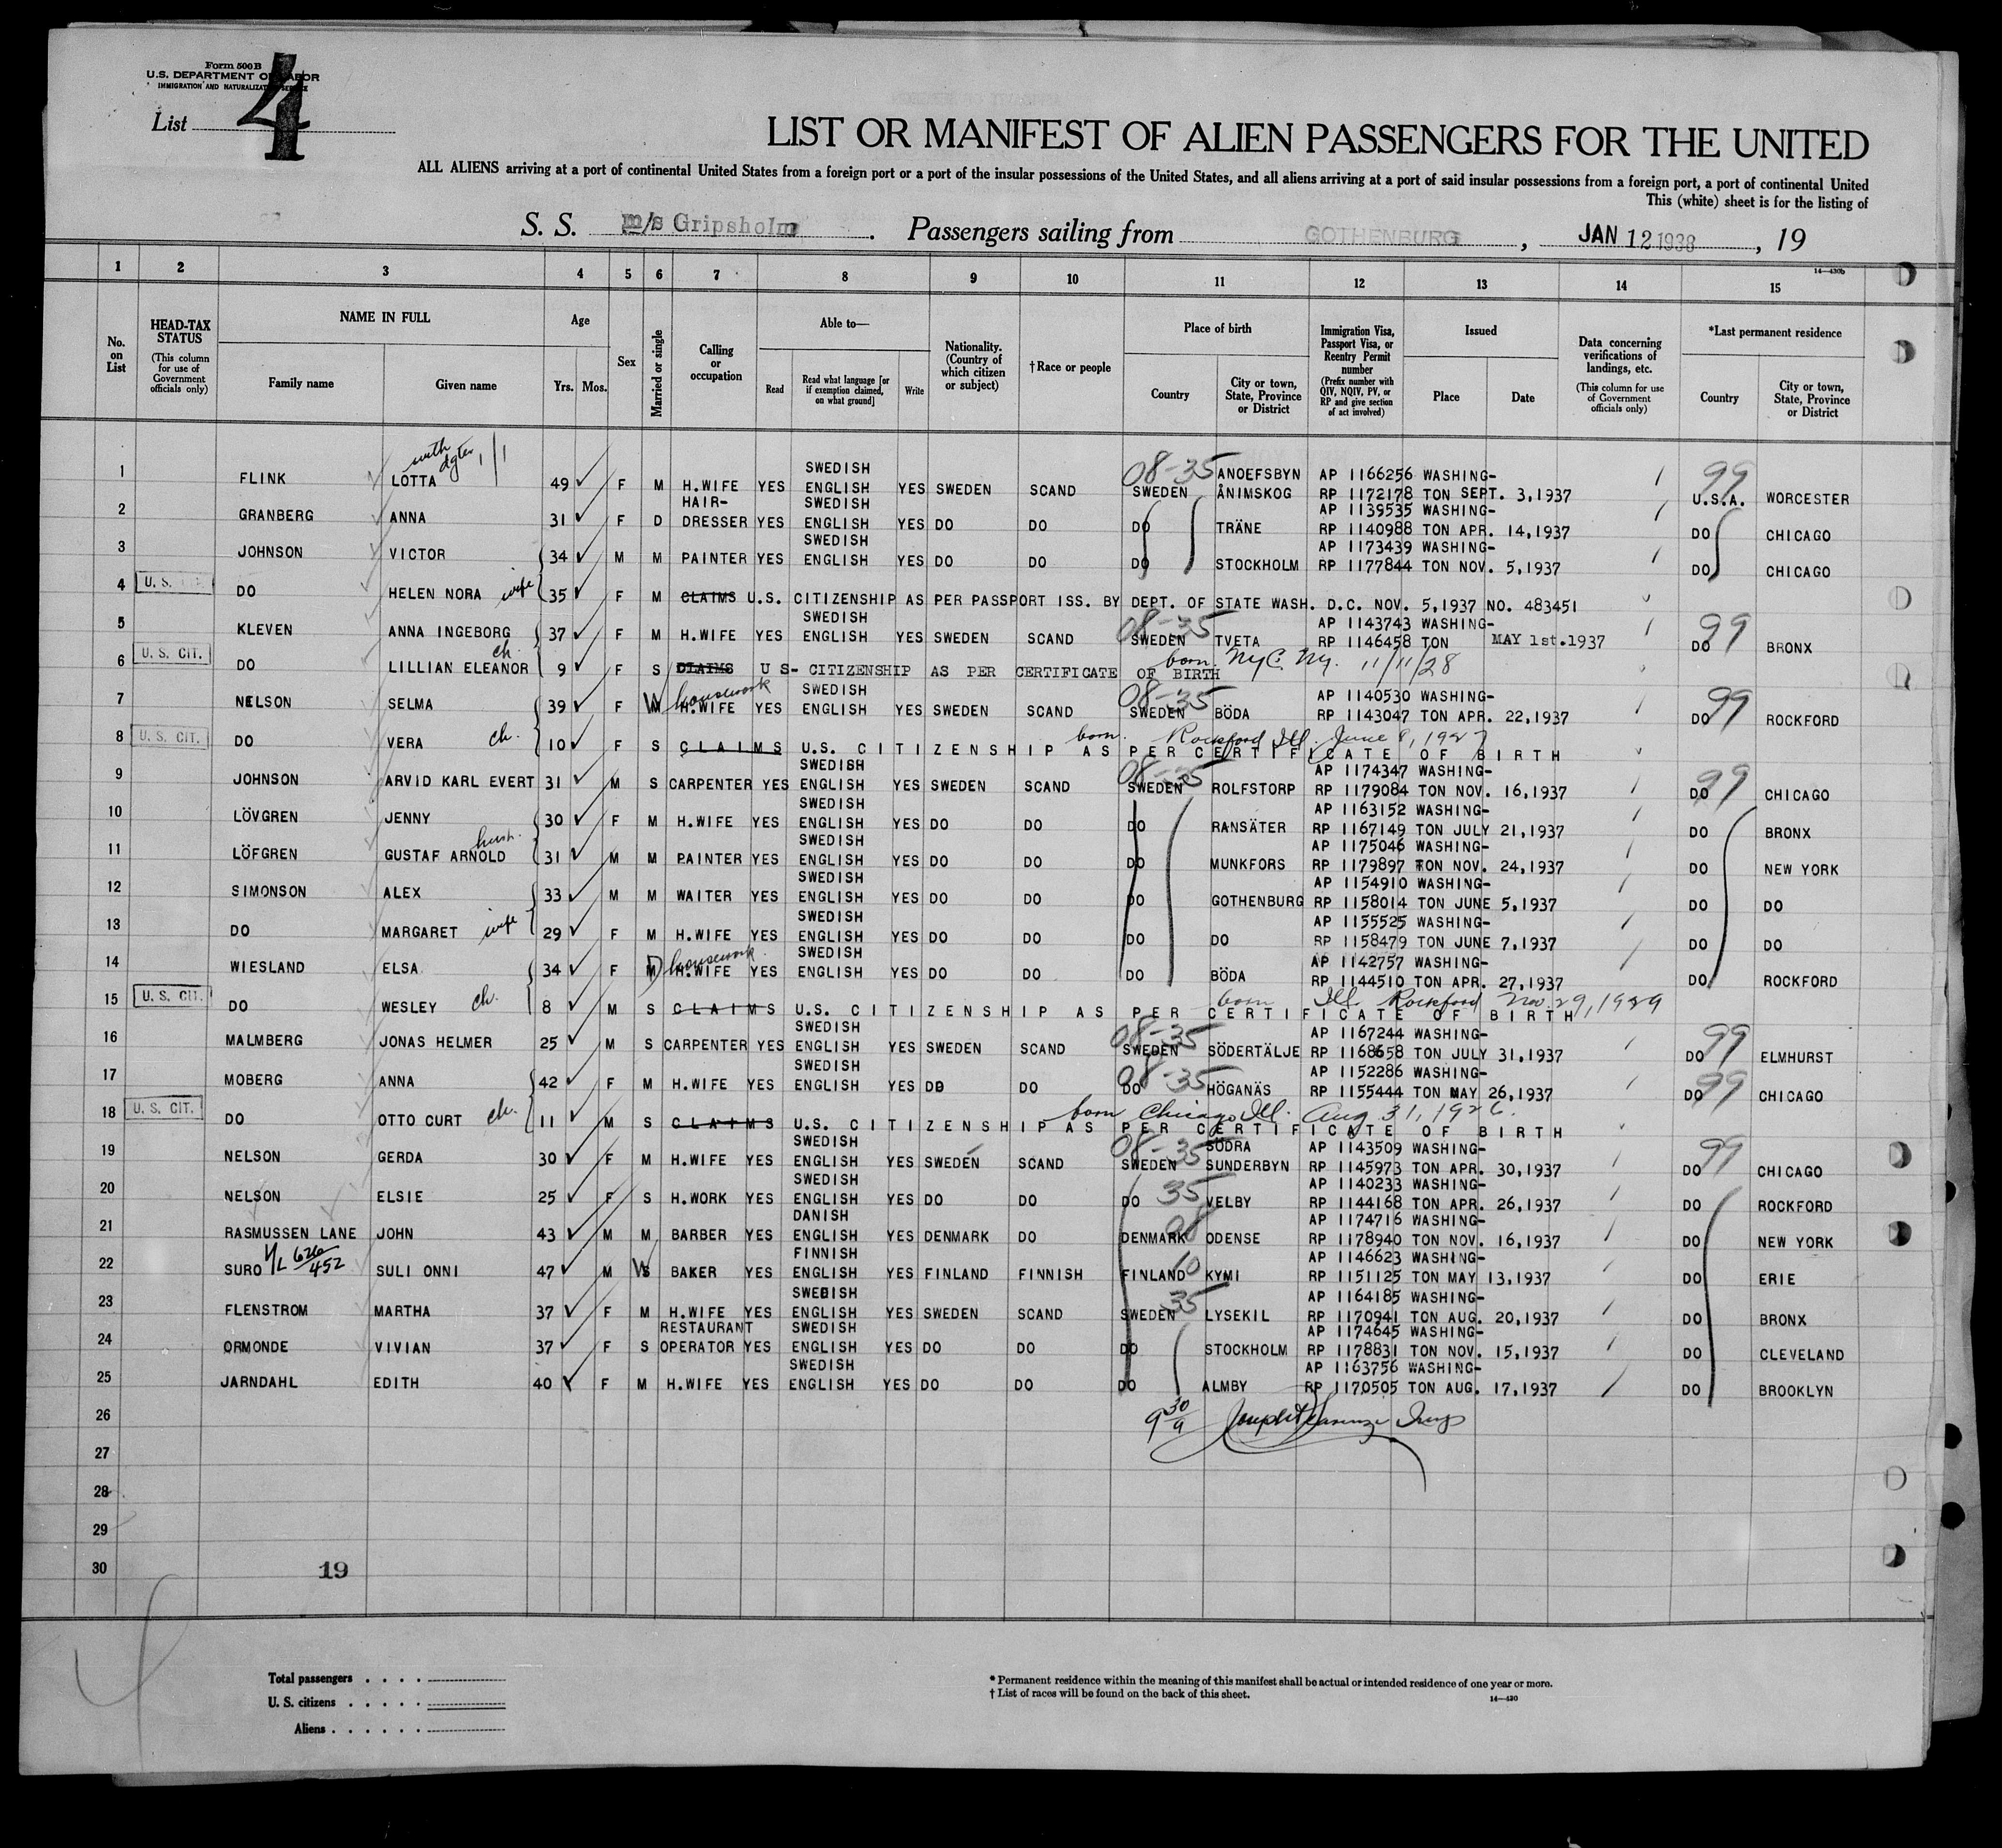 Form 500 B
U.S. DEPARTMENT OF LABOR
IMMIGRATION AND NATURALIZATION SERVICE
List 4
LIST OR MANIFEST OF ALIEN PASSENGERS FOR THE UNITED
ALL ALIENS arriving at a port of continental United States from a foreign port or a port of the insular possessions of the United States, and all aliens arriving at a port of said insular possessions from a foreign port, a port of continental United
This (white) sheet is for the listing of
S. S. m/s Gripsholm. Passengers sailing from GOTHENBURG, JAN 12 1938, 19
14—430b
1 2 3 4 5 6 7 8 9 10 11 12 13 14 15
No. on List
HEAD-TAX STATUS (This column for use of Government officials only)
NAME IN FULL Family name Given name
Age Yrs. Mos.
Sex
Married or single
Calling or occupation
Able to— Read Read what language [or if exemption claimed, on what ground] Write
Nationality. (Country of which citizen or subject)
†Race or people
Place of birth Country City or town, State, Province or District
Immigration Visa, Passport Visa, or Reentry Permit number (Prefix number with QIV, NQIV, PV, or RP and give section of act involved)
Issued Place Date
Data concerning verifications of landings, etc. (This column for use of Government officials only)
*Last permanent residence Country City or town, State, Province or District
with dgter 1/1 SWEDISH 08-35 ANOEFSBYN AP 1166256 WASHING- 99
1 FLINK LOTTA 49 F M H.WIFE YES ENGLISH YES SWEDEN SCAND SWEDEN ÅNIMSKOG RP 1172178 TON SEPT. 3,1937 U.S.A. WORCESTER
HAIR- SWEDISH AP 1139535 WASHING-
2 GRANBERG ANNA 31 F D DRESSER YES ENGLISH YES DO DO DO TRÄNE RP 1140988 TON APR. 14,1937 DO CHICAGO
SWEDISH AP 1173439 WASHING-
3 JOHNSON VICTOR 34 M M PAINTER YES ENGLISH YES DO DO DO STOCKHOLM RP 1177844 TON NOV. 5,1937 DO CHICAGO
4 U. S. DO HELEN NORA wife 35 F M CLAIMS U.S. CITIZENSHIP AS PER PASSPORT ISS. BY DEPT. OF STATE WASH. D.C. NOV. 5,1937 NO. 483451
SWEDISH 08-35 AP 1143743 WASHING- 99
5 KLEVEN ANNA INGEBORG 37 F M H.WIFE YES ENGLISH YES SWEDEN SCAND SWEDEN TVETA RP 1146458 TON MAY 1st.1937 DO BRONX
ch. born. NyC. Ny. 11/11/28
6 U. S. CIT. DO LILLIAN ELEANOR 9 F S CLAIMS U S- CITIZENSHIP AS PER CERTIFICATE OF BIRTH
W housework SWEDISH 08-35 AP 1140530 WASHING- 99
7 NELSON SELMA 39 F M H.WIFE YES ENGLISH YES SWEDEN SCAND SWEDEN BÖDA RP 1143047 TON APR. 22,1937 DO ROCKFORD
born. Rockford Ill. June 8, 1927
8 U. S. CIT. DO VERA ch. 10 F S CLAIMS U.S. CITIZENSHIP AS PER CERTIFICATE OF BIRTH
SWEDISH 08-35 AP 1174347 WASHING- 99
9 JOHNSON ARVID KARL EVERT 31 M S CARPENTER YES ENGLISH YES SWEDEN SCAND SWEDEN ROLFSTORP RP 1179084 TON NOV. 16,1937 DO CHICAGO
SWEDISH AP 1163152 WASHING-
10 LÖVGREN JENNY 30 F M H.WIFE YES ENGLISH YES DO DO DO RANSÄTER RP 1167149 TON JULY 21,1937 DO BRONX
hush. SWEDISH AP 1175046 WASHING-
11 LÖFGREN GUSTAF ARNOLD 31 M M PAINTER YES ENGLISH YES DO DO DO MUNKFORS RP 1179897 TON NOV. 24,1937 DO NEW YORK
SWEDISH AP 1154910 WASHING-
12 SIMONSON ALEX 33 M M WAITER YES ENGLISH YES DO DO DO GOTHENBURG RP 1158014 TON JUNE 5,1937 DO DO
SWEDISH AP 1155525 WASHING-
13 DO MARGARET wife 29 F M H.WIFE YES ENGLISH YES DO DO DO DO RP 1158479 TON JUNE 7,1937 DO DO
D housework SWEDISH AP 1142757 WASHING-
14 WIESLAND ELSA 34 F M H.WIFE YES ENGLISH YES DO DO DO BÖDA RP 1144510 TON APR. 27,1937 DO ROCKFORD
born Ill. Rockford Nov. 29, 1929
15 U. S. CIT. DO WESLEY ch. 8 M S CLAIMS U.S. CITIZENSHIP AS PER CERTIFICATE OF BIRTH
SWEDISH 08-35 AP 1167244 WASHING- 99
16 MALMBERG JONAS HELMER 25 M S CARPENTER YES ENGLISH YES SWEDEN SCAND SWEDEN SÖDERTÄLJE RP 1168658 TON JULY 31,1937 DO ELMHURST
SWEDISH 08-35 AP 1152286 WASHING- 99
17 MOBERG ANNA 42 F M H.WIFE YES ENGLISH YES DO DO DO HÖGANÄS RP 1155444 TON MAY 26,1937 DO CHICAGO
born Chicago Ill. Aug 31, 1926.
18 U. S. CIT. DO OTTO CURT ch. 11 M S CLAIMS U.S. CITIZENSHIP AS PER CERTIFICATE OF BIRTH
SWEDISH 08-35 SÖDRA AP 1143509 WASHING- 99
19 NELSON GERDA 30 F M H.WIFE YES ENGLISH YES SWEDEN SCAND SWEDEN SUNDERBYN RP 1145973 TON APR. 30,1937 DO CHICAGO
SWEDISH 35 AP 1140233 WASHING-
20 NELSON ELSIE 25 F S H.WORK YES ENGLISH YES DO DO DO VELBY RP 1144168 TON APR. 26,1937 DO ROCKFORD
DANISH 08 AP 1174716 WASHING-
21 RASMUSSEN LANE JOHN 43 M M BARBER YES ENGLISH YES DENMARK DO DENMARK ODENSE RP 1178940 TON NOV. 16,1937 DO NEW YORK
V/L 626/452 W FINNISH 10 AP 1146623 WASHING-
22 SURO SULI ONNI 47 M S BAKER YES ENGLISH YES FINLAND FINNISH FINLAND KYMI RP 1151125 TON MAY 13,1937 DO ERIE
SWEDISH 35 AP 1164185 WASHING-
23 FLENSTROM MARTHA 37 F M H.WIFE YES ENGLISH YES SWEDEN SCAND SWEDEN LYSEKIL RP 1170941 TON AUG. 20,1937 DO BRONX
RESTAURANT SWEDISH AP 1174645 WASHING-
24 ORMONDE VIVIAN 37 F S OPERATOR YES ENGLISH YES DO DO DO STOCKHOLM RP 1178831 TON NOV. 15,1937 DO CLEVELAND
SWEDISH AP 1163756 WASHING-
25 JARNDAHL EDITH 40 F M H.WIFE YES ENGLISH YES DO DO DO ALMBY RP 1170505 TON AUG. 17,1937 DO BROOKLYN
26
27
28
29
30 19
Total passengers . . . .
U. S. citizens . . . . .
Aliens . . . . . .
* Permanent residence within the meaning of this manifest shall be actual or intended residence of one year or more.
† List of races will be found on the back of this sheet.
14—430